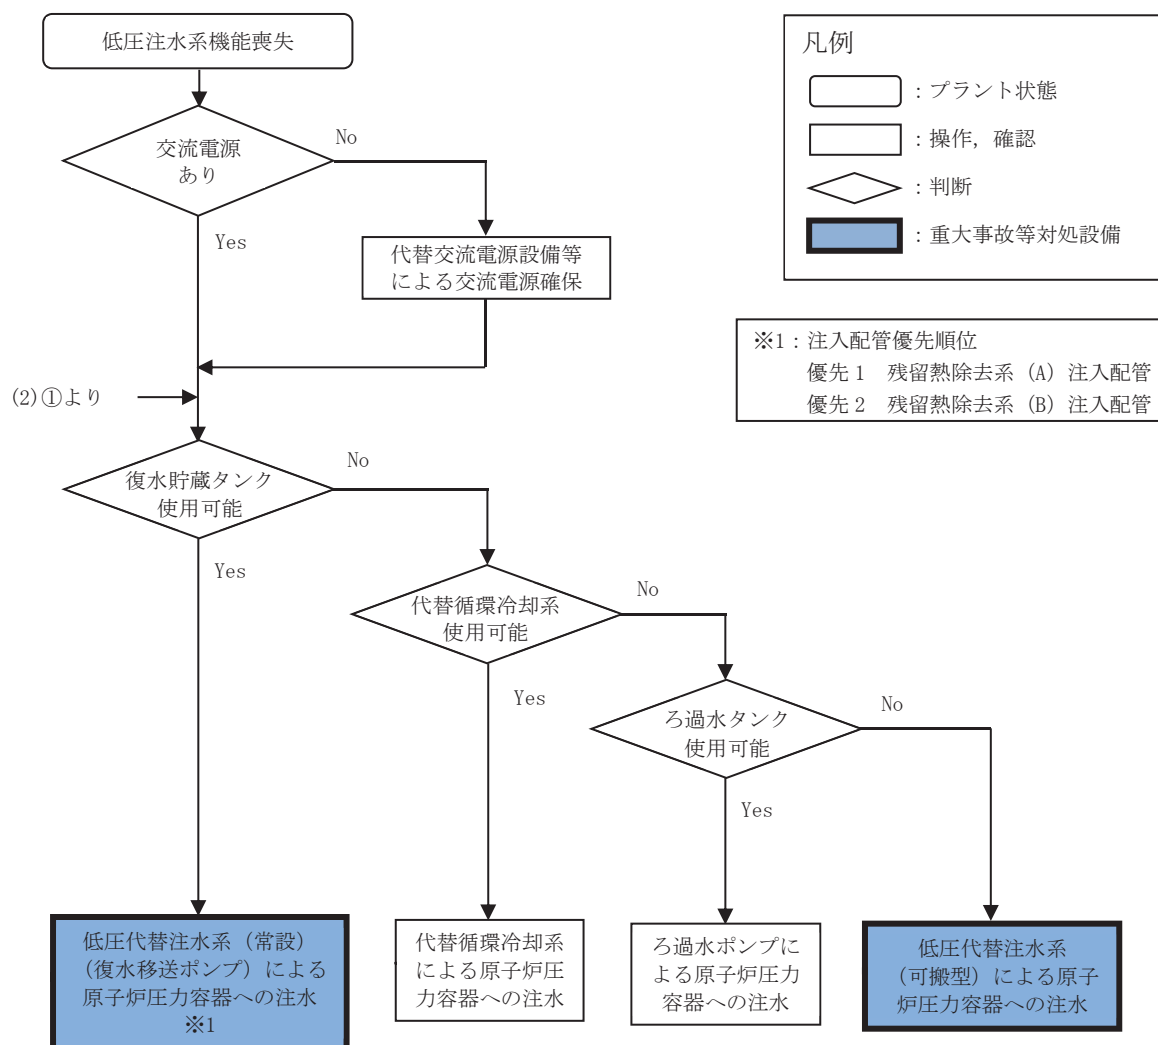 低圧注水系機能喪失
交流電源
あり
No
Yes
代替交流電源設備等
による交流電源確保
(2)①より
復水貯蔵タンク
使用可能
No
Yes
代替循環冷却系
使用可能
No
Yes
ろ過水タンク
使用可能
No
Yes
低圧代替注水系（常設）
（復水移送ポンプ）による
原子炉圧力容器への注水
※1
代替循環冷却系
による原子炉圧
力容器への注水
ろ過水ポンプに
よる原子炉圧力
容器への注水
低圧代替注水系
（可搬型）による原子
炉圧力容器への注水
凡例
：プラント状態
：操作，確認
：判断
：重大事故等対処設備
※1：注入配管優先順位
優先1　残留熱除去系（A）注入配管
優先2　残留熱除去系（B）注入配管